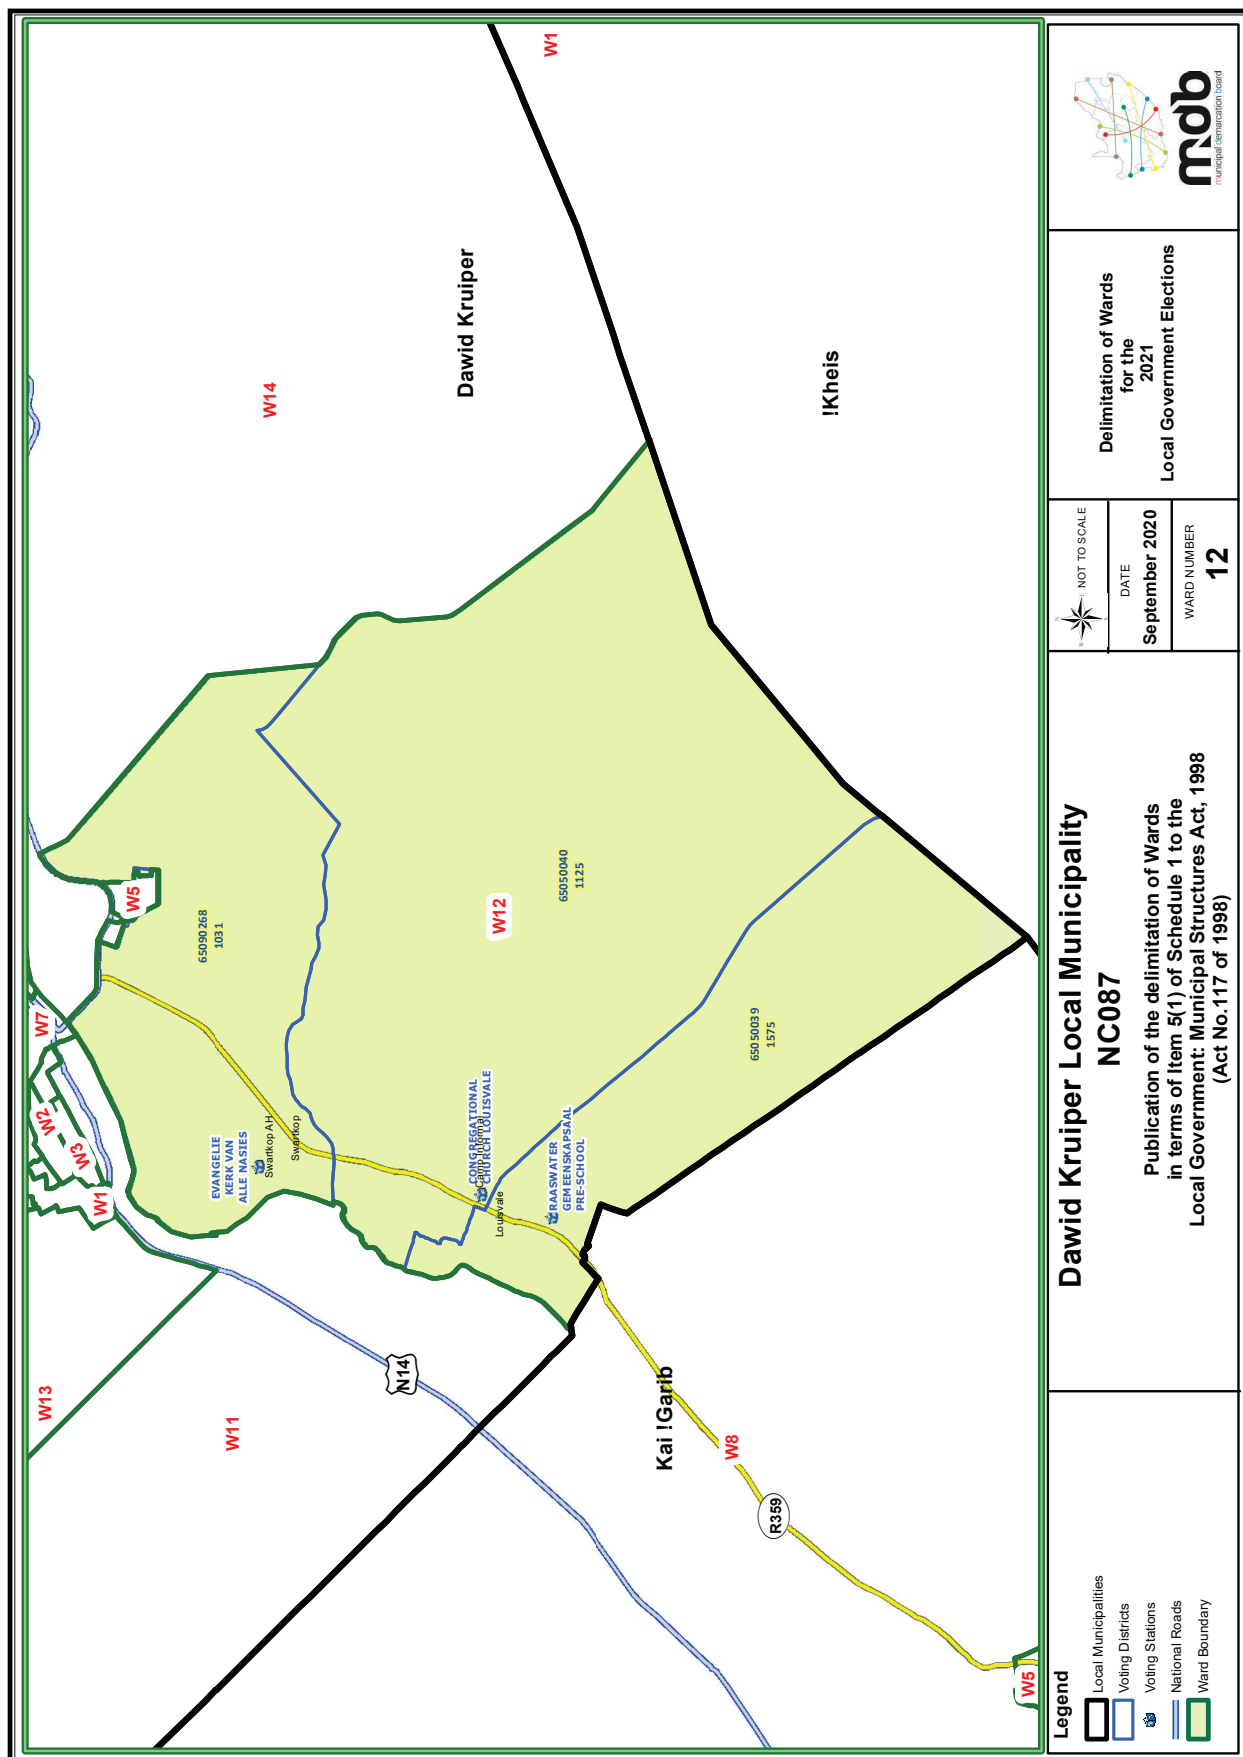 W1
Dawid Kruiper
W14
!Kheis
W5
65090268
1031
W12
65050040
1125
65050039
1575
W7
W2
W3
W1
EVANGELIE
KERK VAN
ALLE NASIES
Swartkop AH
Swartkop
CONGREGATIONAL
CHURCH LOUISVALE
Camp Informal
Louisvale
RAASWATER
GEMEENSKAPSAAL
PRE-SCHOOL
W13
W11
N14
Kai !Garib
W8
R359
W5
Legend
Local Municipalities
Voting Districts
Voting Stations
National Roads
Ward Boundary
Dawid Kruiper Local Municipality
NC087
Publication of the delimitation of Wards
in terms of Item 5(1) of Schedule 1 to the
Local Government: Municipal Structures Act, 1998
(Act No.117 of 1998)
N
W
E
S
NOT TO SCALE
DATE
September 2020
WARD NUMBER
12
Delimitation of Wards
for the
2021
Local Government Elections
mdb
municipal demarcation board